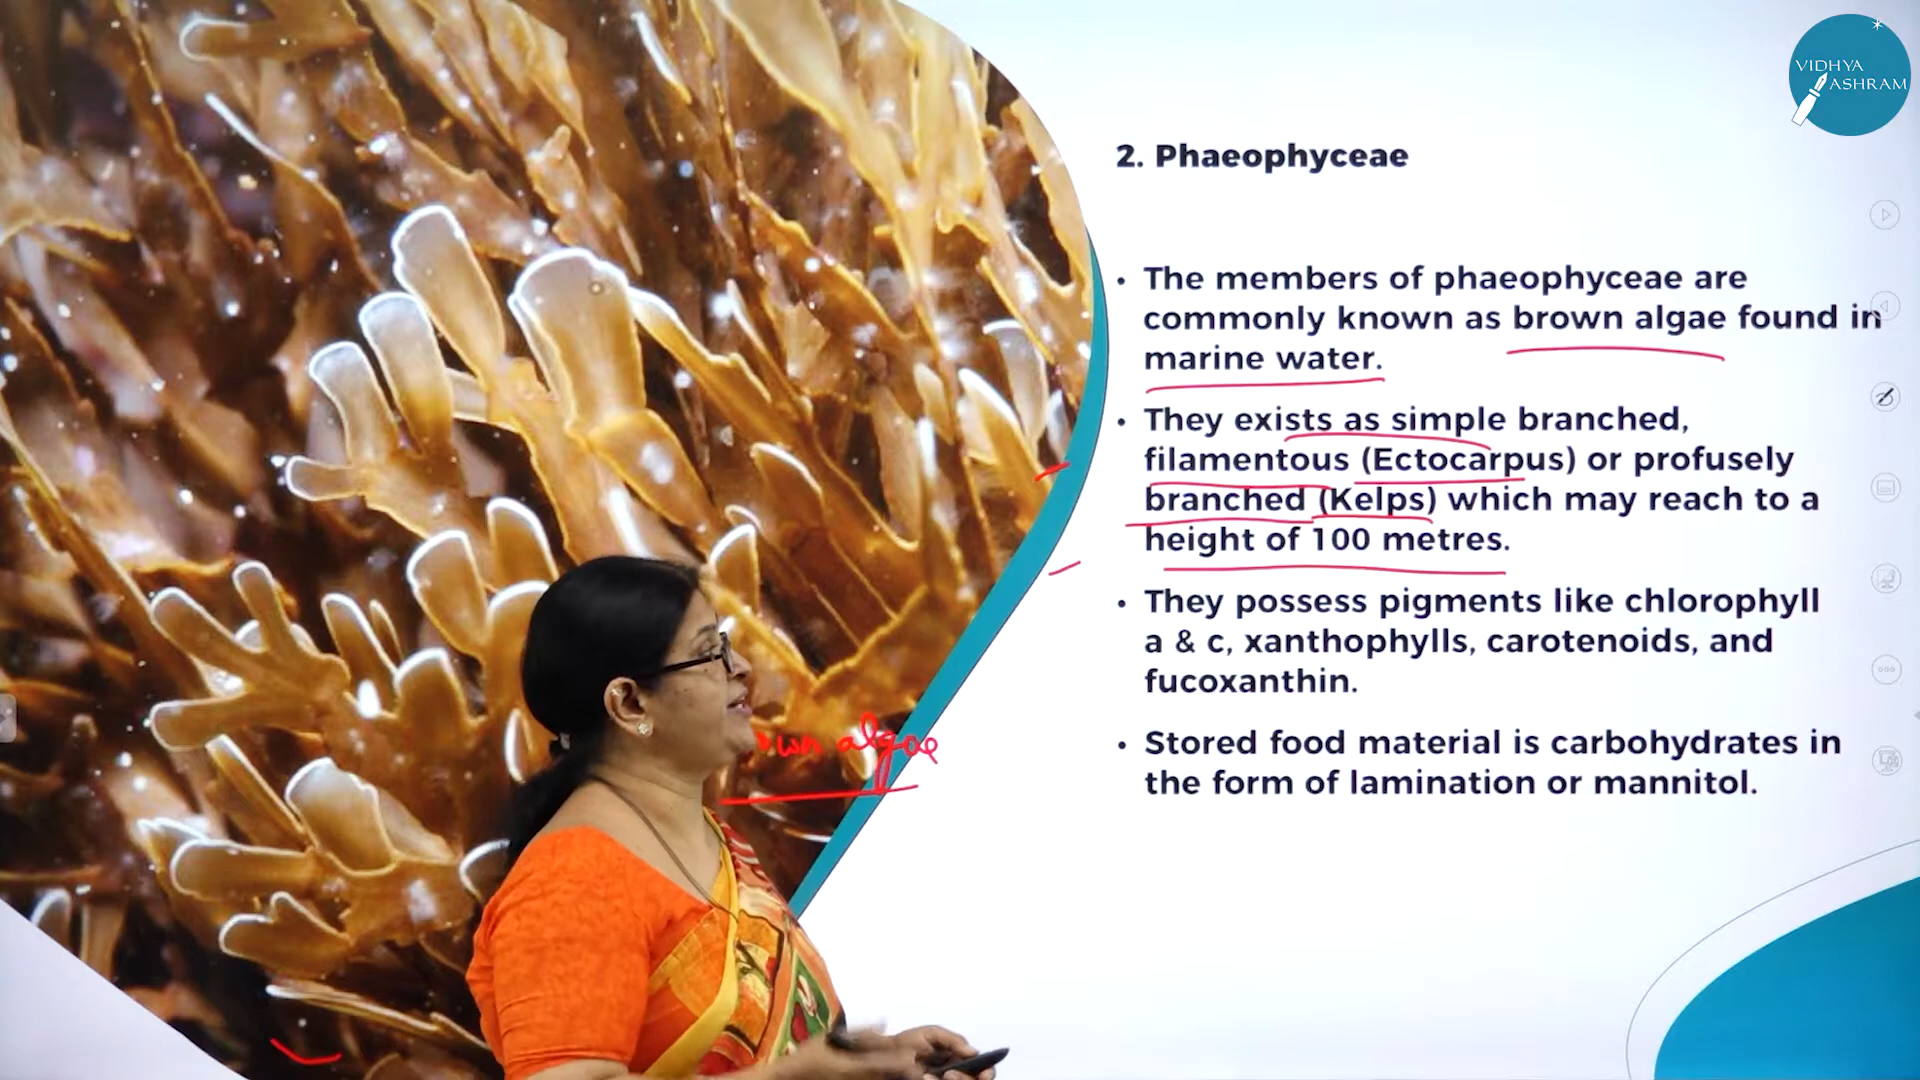 VIDHYA
ASHRAM
2. Phaeophyceae
• The members of phaeophyceae are
commonly known as brown algae found in
marine water.
• They exists as simple branched,
filamentous (Ectocarpus) or profusely
branched (Kelps) which may reach to a
height of 100 metres.
• They possess pigments like chlorophyll
a & c, xanthophylls, carotenoids, and
fucoxanthin.
algae
• Stored food material is carbohydrates in
the form of lamination or mannitol.